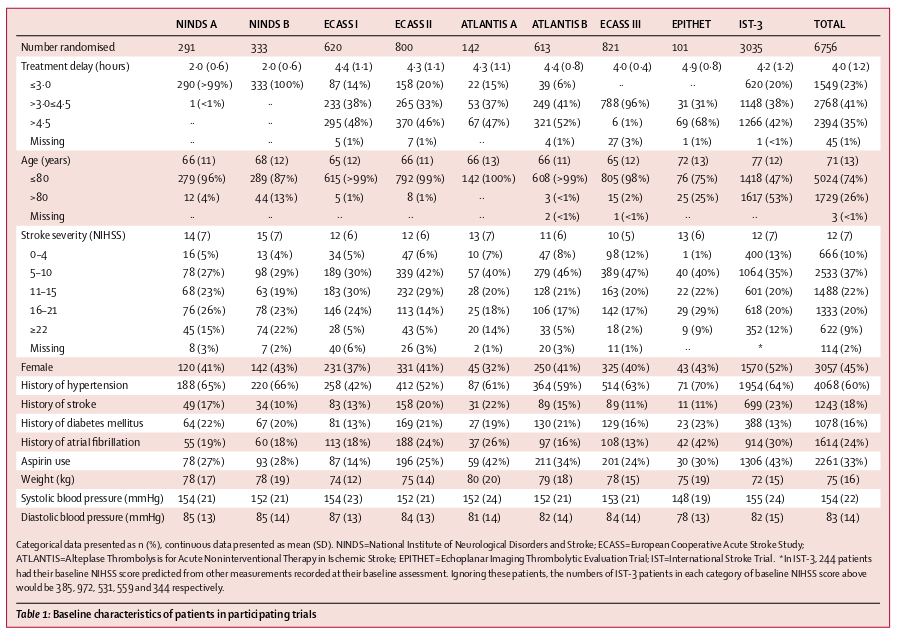 NINDS A NINDS B ECASS I ECASS II ATLANTIS A ATLANTIS B ECASS III EPITHET IST-3 TOTAL
Number randomised 291 333 620 800 142 613 821 101 3035 6756
Treatment delay (hours) 2·0 (0·6) 2·0 (0·6) 4·4 (1·1) 4·3 (1·1) 4·3 (1·1) 4·4 (0·8) 4·0 (0·4) 4·9 (0·8) 4·2 (1·2) 4·0 (1·2)
≤3·0 290 (>99%) 333 (100%) 87 (14%) 158 (20%) 22 (15%) 39 (6%) ·· ·· 620 (20%) 1549 (23%)
>3·0≤4·5 1 (<1%) ·· 233 (38%) 265 (33%) 53 (37%) 249 (41%) 788 (96%) 31 (31%) 1148 (38%) 2768 (41%)
>4·5 ·· ·· 295 (48%) 370 (46%) 67 (47%) 321 (52%) 6 (1%) 69 (68%) 1266 (42%) 2394 (35%)
Missing ·· ·· 5 (1%) 7 (1%) ·· 4 (1%) 27 (3%) 1 (1%) 1 (<1%) 45 (1%)
Age (years) 66 (11) 68 (12) 65 (12) 66 (11) 66 (13) 66 (11) 65 (12) 72 (13) 77 (12) 71 (13)
≤80 279 (96%) 289 (87%) 615 (>99%) 792 (99%) 142 (100%) 608 (>99%) 805 (98%) 76 (75%) 1418 (47%) 5024 (74%)
>80 12 (4%) 44 (13%) 5 (1%) 8 (1%) ·· 3 (<1%) 15 (2%) 25 (25%) 1617 (53%) 1729 (26%)
Missing ·· ·· ·· ·· ·· 2 (<1%) 1 (<1%) ·· ·· 3 (<1%)
Stroke severity (NIHSS) 14 (7) 15 (7) 12 (6) 12 (6) 13 (7) 11 (6) 10 (5) 13 (6) 12 (7) 12 (7)
0–4 16 (5%) 13 (4%) 34 (5%) 47 (6%) 10 (7%) 47 (8%) 98 (12%) 1 (1%) 400 (13%) 666 (10%)
5–10 78 (27%) 98 (29%) 189 (30%) 339 (42%) 57 (40%) 279 (46%) 389 (47%) 40 (40%) 1064 (35%) 2533 (37%)
11–15 68 (23%) 63 (19%) 183 (30%) 232 (29%) 28 (20%) 128 (21%) 163 (20%) 22 (22%) 601 (20%) 1488 (22%)
16–21 76 (26%) 78 (23%) 146 (24%) 113 (14%) 25 (18%) 106 (17%) 142 (17%) 29 (29%) 618 (20%) 1333 (20%)
≥22 45 (15%) 74 (22%) 28 (5%) 43 (5%) 20 (14%) 33 (5%) 18 (2%) 9 (9%) 352 (12%) 622 (9%)
Missing 8 (3%) 7 (2%) 40 (6%) 26 (3%) 2 (1%) 20 (3%) 11 (1%) ·· * 114 (2%)
Female 120 (41%) 142 (43%) 231 (37%) 331 (41%) 45 (32%) 250 (41%) 325 (40%) 43 (43%) 1570 (52%) 3057 (45%)
History of hypertension 188 (65%) 220 (66%) 258 (42%) 412 (52%) 87 (61%) 364 (59%) 514 (63%) 71 (70%) 1954 (64%) 4068 (60%)
History of stroke 49 (17%) 34 (10%) 83 (13%) 158 (20%) 31 (22%) 89 (15%) 89 (11%) 11 (11%) 699 (23%) 1243 (18%)
History of diabetes mellitus 64 (22%) 67 (20%) 81 (13%) 169 (21%) 27 (19%) 130 (21%) 129 (16%) 23 (23%) 388 (13%) 1078 (16%)
History of atrial fibrillation 55 (19%) 60 (18%) 113 (18%) 188 (24%) 37 (26%) 97 (16%) 108 (13%) 42 (42%) 914 (30%) 1614 (24%)
Aspirin use 78 (27%) 93 (28%) 87 (14%) 196 (25%) 59 (42%) 211 (34%) 201 (24%) 30 (30%) 1306 (43%) 2261 (33%)
Weight (kg) 78 (17) 78 (19) 74 (12) 75 (14) 80 (20) 79 (18) 78 (15) 75 (19) 72 (15) 75 (16)
Systolic blood pressure (mmHg) 154 (21) 152 (21) 154 (23) 152 (21) 152 (24) 152 (21) 153 (21) 148 (19) 155 (24) 154 (22)
Diastolic blood pressure (mmHg) 85 (13) 85 (14) 87 (13) 84 (13) 81 (14) 82 (14) 84 (14) 78 (13) 82 (15) 83 (14)
Categorical data presented as n (%), continuous data presented as mean (SD). NINDS=National Institute of Neurological Disorders and Stroke; ECASS=European Cooperative Acute Stroke Study;
ATLANTIS=Alteplase Thrombolysis for Acute Noninterventional Therapy in Ischemic Stroke; EPITHET=Echoplanar Imaging Thrombolytic Evaluation Trial; IST=International Stroke Trial. *In IST-3, 244 patients
had their baseline NIHSS score predicted from other measurements recorded at their baseline assessment. Ignoring these patients, the numbers of IST-3 patients in each category of baseline NIHSS score above
would be 385, 972, 531, 559 and 344 respectively.
Table 1: Baseline characteristics of patients in participating trials